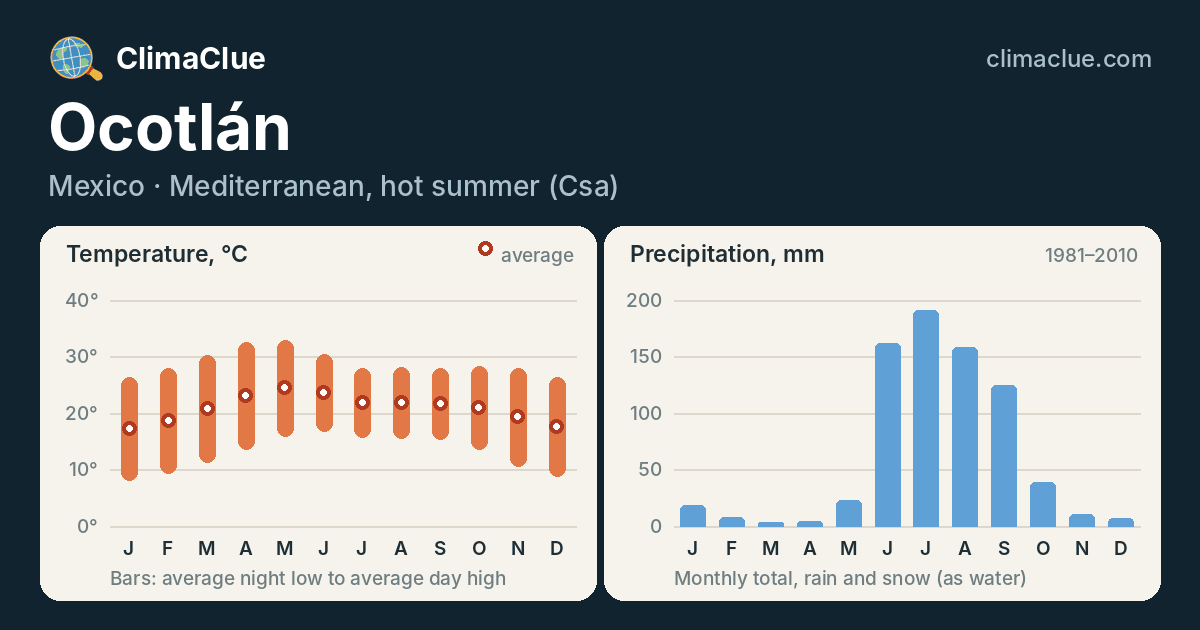 ClimaClue
climaclue.com
Ocotlán
Mexico · Mediterranean, hot summer (Csa)
Temperature, °C
average
40°
30°
20°
10°
0°
J F M A M J J A S O N D
Bars: average night low to average day high
Precipitation, mm
1981–2010
200
150
100
50
0
J F M A M J J A S O N D
Monthly total, rain and snow (as water)